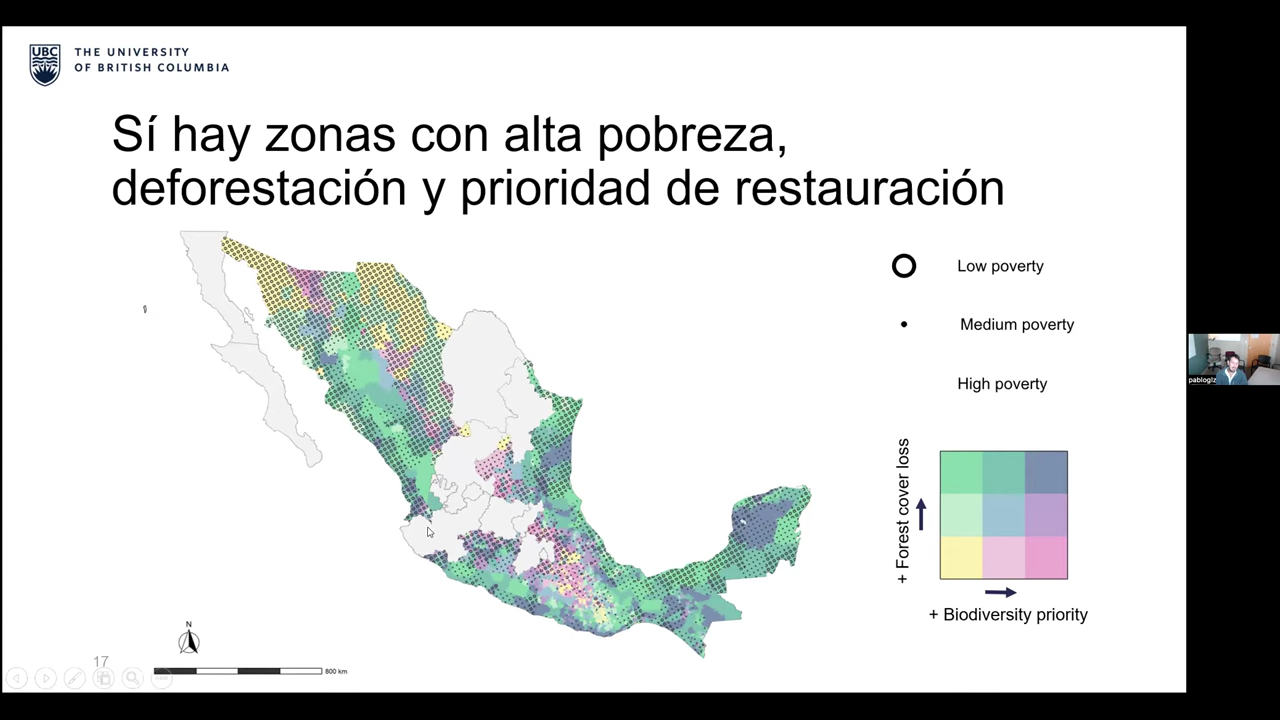 UBC
THE UNIVERSITY
OF BRITISH COLUMBIA
Sí hay zonas con alta pobreza,
deforestación y prioridad de restauración
Low poverty
Medium poverty
High poverty
+ Forest cover loss
+ Biodiversity priority
N
800 km
17
pabloglz